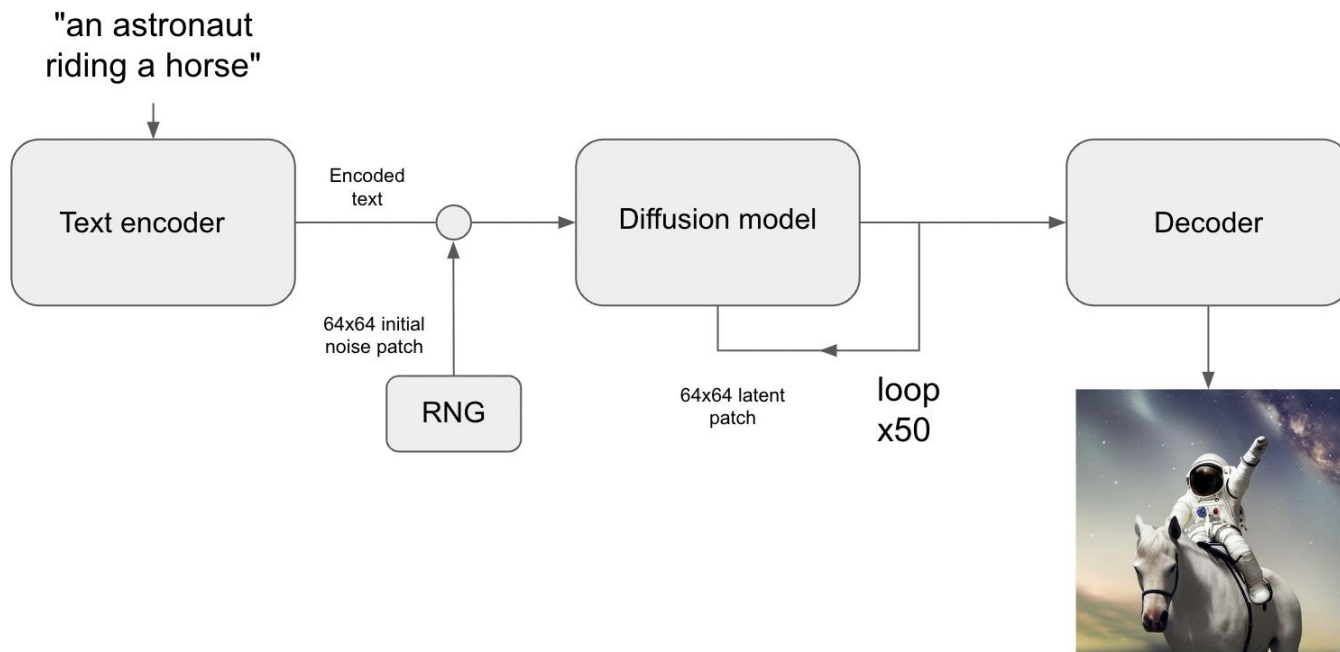 "an astronaut
riding a horse"
Text encoder
Encoded
text
64x64 initial
noise patch
RNG
Diffusion model
64x64 latent
patch
loop
x50
Decoder